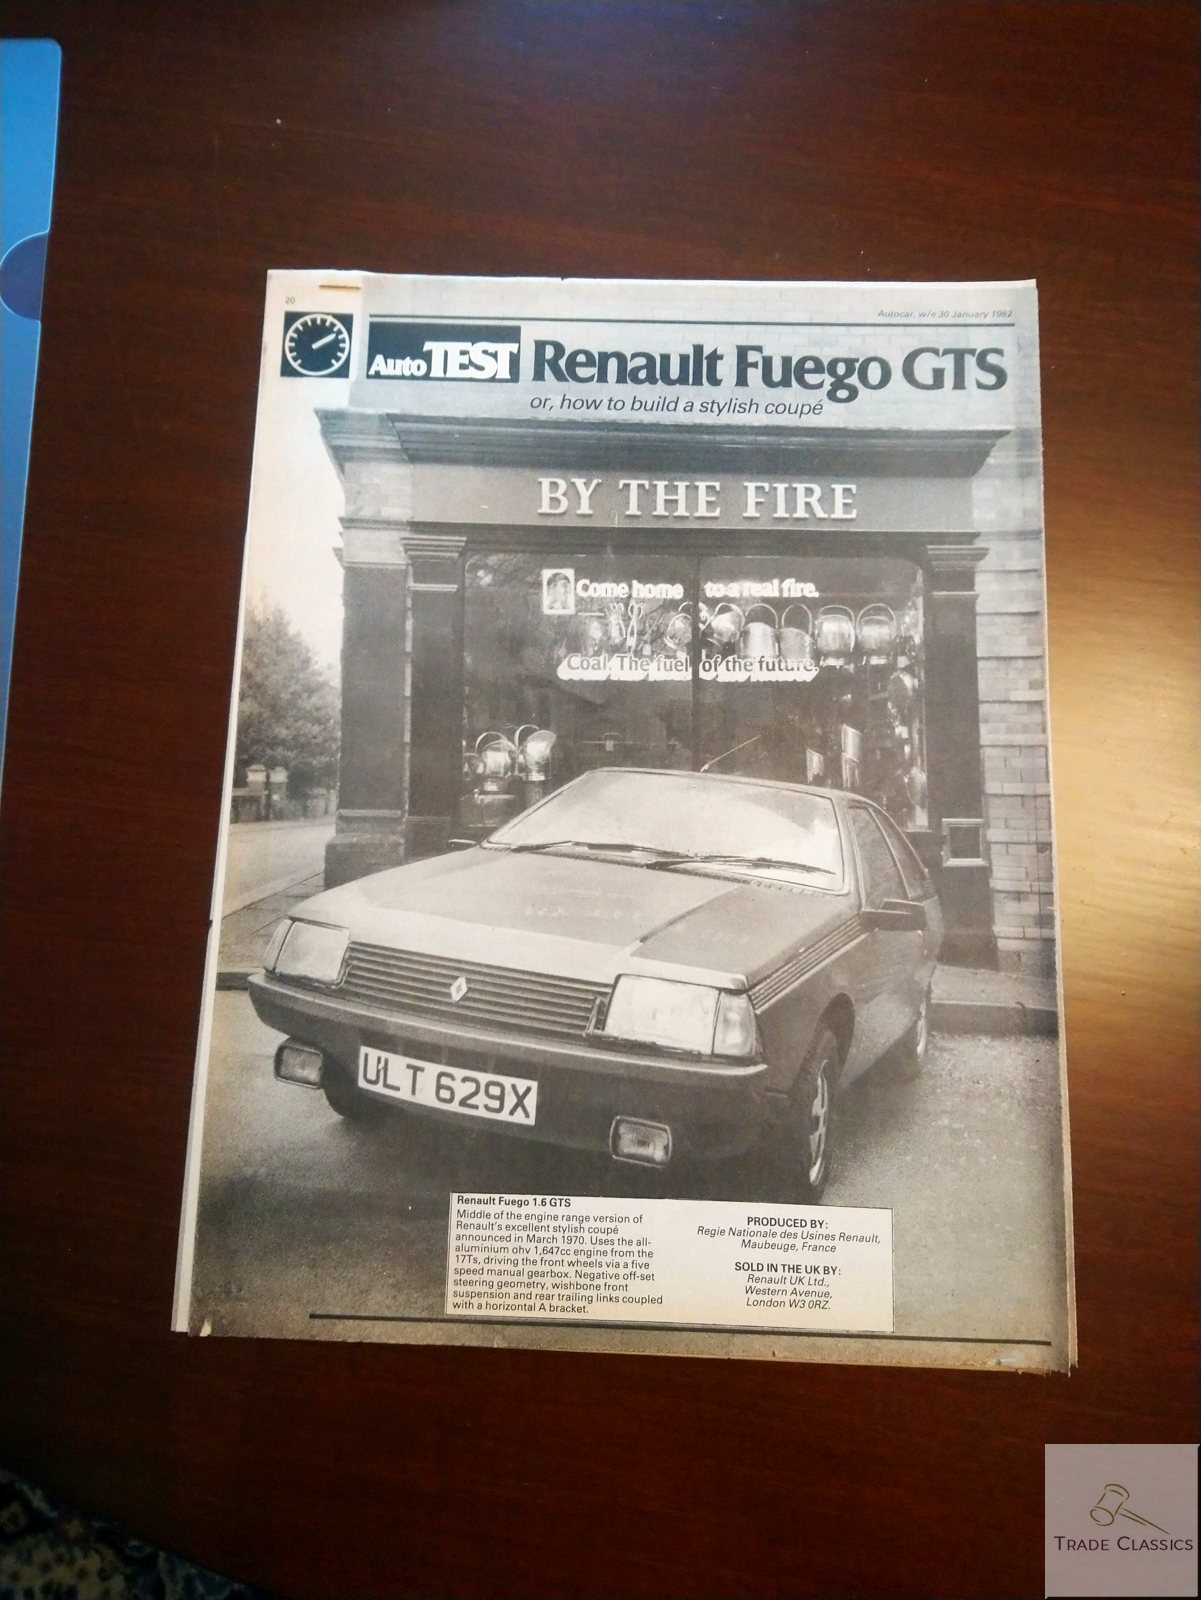 20
Autocar, w/e 30 January 1982
Auto TEST Renault Fuego GTS
or, how to build a stylish coupé
BY THE FIRE
Come home to a real fire.
Coal. The fuel of the future.
ULT 629X
Renault Fuego 1.6 GTS
Middle of the engine range version of
Renault's excellent stylish coupé
announced in March 1970. Uses the all-
aluminium ohv 1,647cc engine from the
17Ts, driving the front wheels via a five
speed manual gearbox. Negative off-set
steering geometry, wishbone front
suspension and rear trailing links coupled
with a horizontal A bracket.
PRODUCED BY:
Regie Nationale des Usines Renault,
Maubeuge, France
SOLD IN THE UK BY:
Renault UK Ltd.,
Western Avenue,
London W3 0RZ.
TRADE CLASSICS